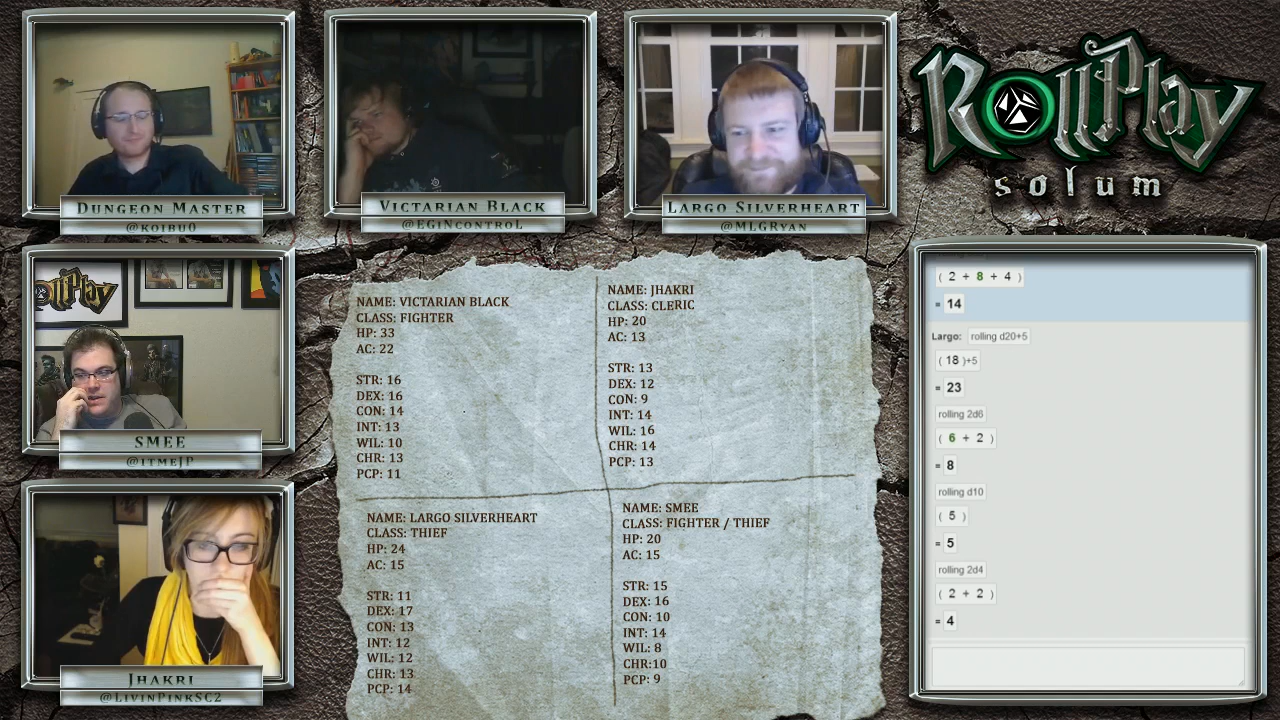 DUNGEON MASTER
@KOIBU0
VICTARIAN BLACK
@EGINCONTROL
LARGO SILVERHEART
@MLGRYAN
RollPlay
solum
RollPlay
SMEE
@ITMEJP
JHAKRI
@LIVINPINKSC2
NAME: VICTARIAN BLACK
CLASS: FIGHTER
HP: 33
AC: 22
STR: 16
DEX: 16
CON: 14
INT: 13
WIL: 10
CHR: 13
PCP: 11
NAME: JHAKRI
CLASS: CLERIC
HP: 20
AC: 13
STR: 13
DEX: 12
CON: 9
INT: 14
WIL: 16
CHR: 14
PCP: 13
NAME: LARGO SILVERHEART
CLASS: THIEF
HP: 24
AC: 15
STR: 11
DEX: 17
CON: 13
INT: 12
WIL: 12
CHR: 13
PCP: 14
NAME: SMEE
CLASS: FIGHTER / THIEF
HP: 20
AC: 15
STR: 15
DEX: 16
CON: 10
INT: 14
WIL: 8
CHR:10
PCP: 9
( 2 + 8 + 4 )
= 14
Largo: rolling d20+5
( 18 )+5
= 23
rolling 2d6
( 6 + 2 )
= 8
rolling d10
( 5 )
= 5
rolling 2d4
( 2 + 2 )
= 4